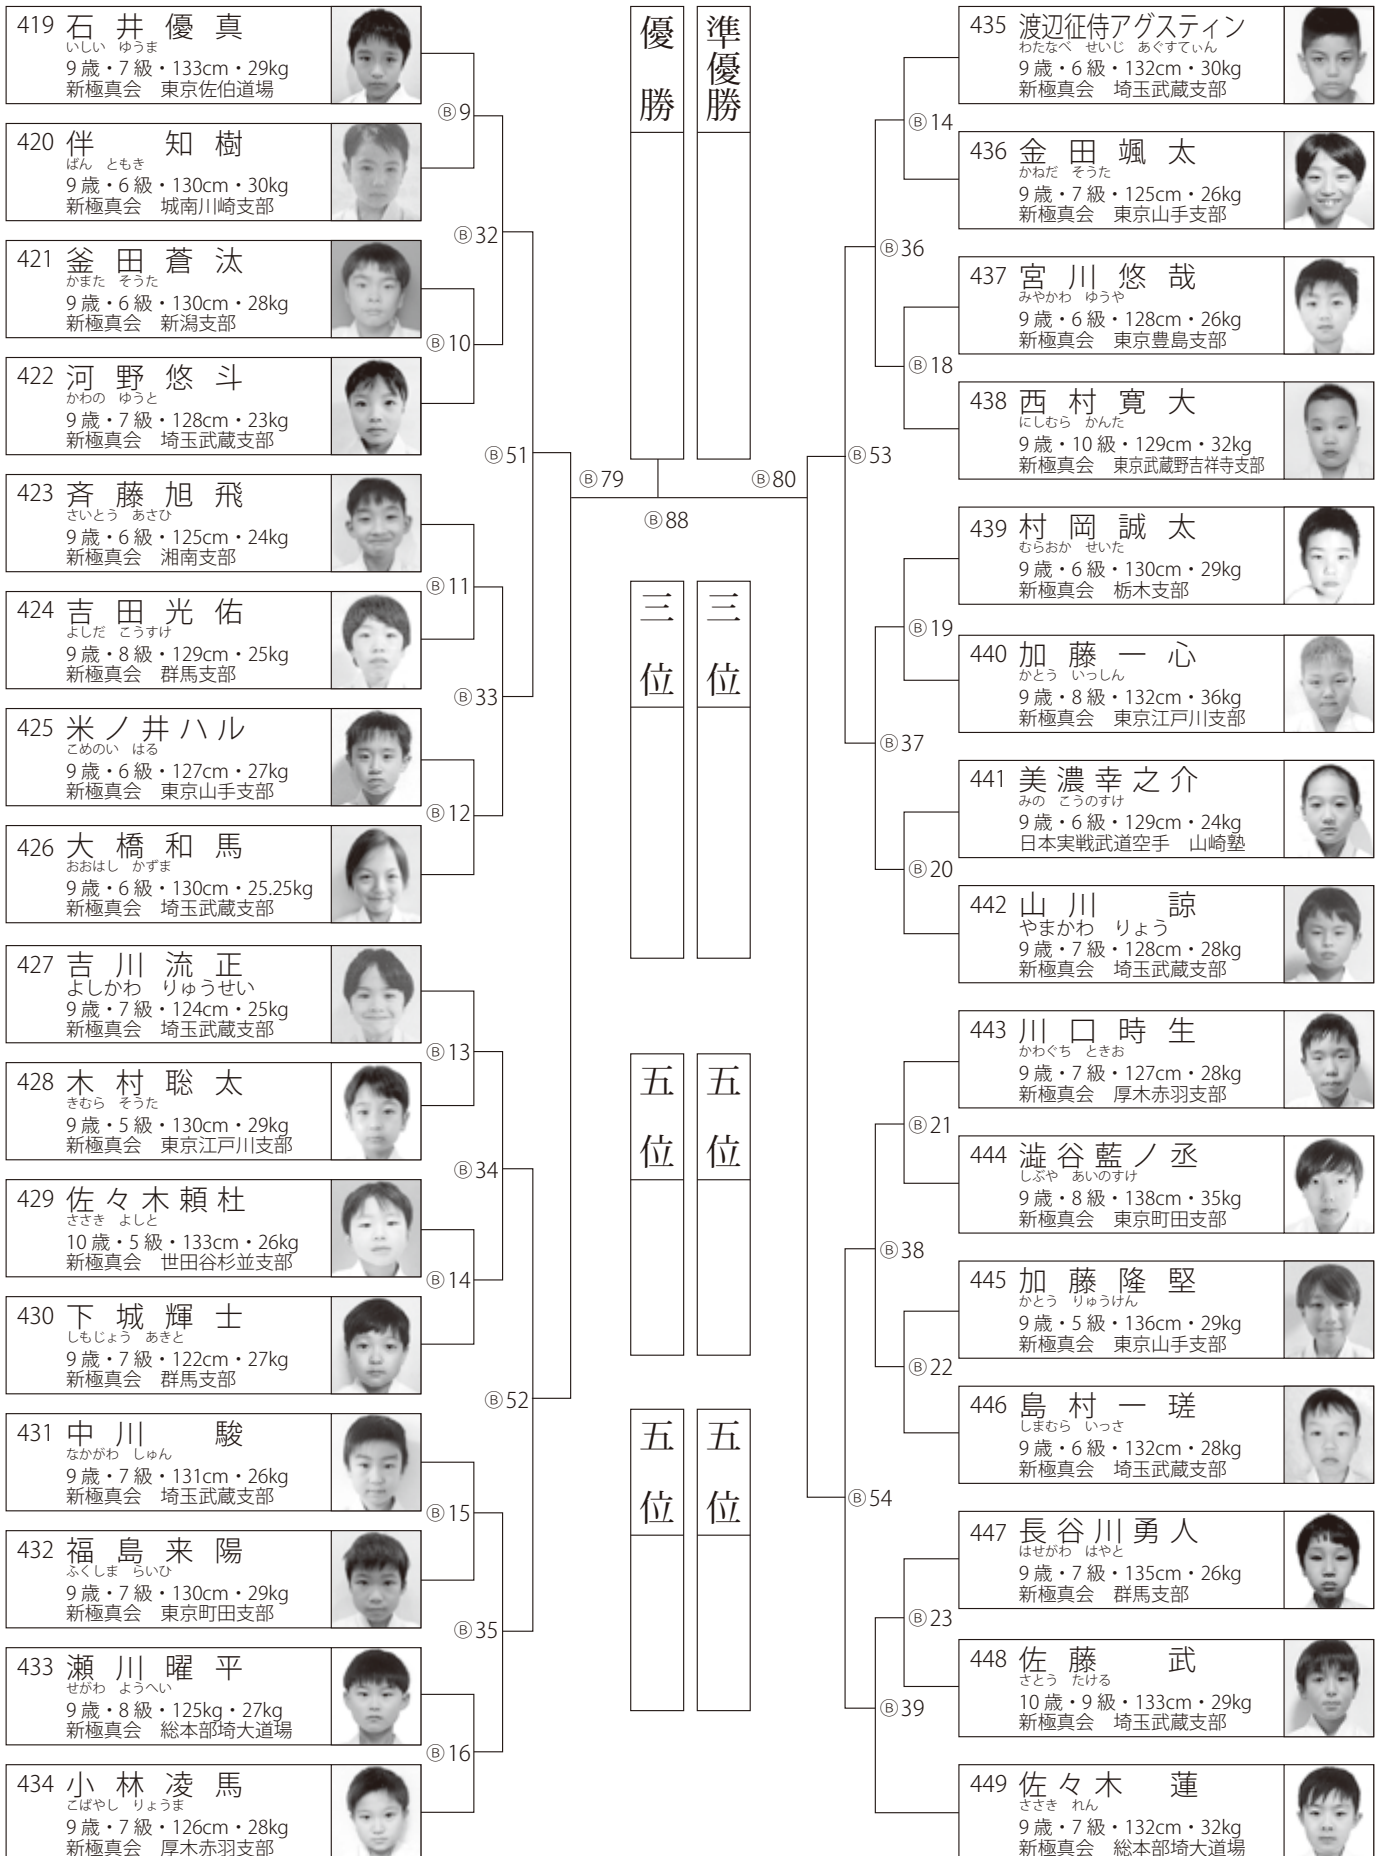 419 石井優真
いしい ゆうま
9歳・7級・133cm・29kg
新極真会 東京佐伯道場
420 伴 知樹
ばん ともき
9歳・6級・130cm・30kg
新極真会 城南川崎支部
421 釜田蒼汰
かまた そうた
9歳・6級・130cm・28kg
新極真会 新潟支部
422 河野悠斗
かわの ゆうと
9歳・7級・128cm・23kg
新極真会 埼玉武蔵支部
423 斉藤旭飛
さいとう あさひ
9歳・6級・125cm・24kg
新極真会 湘南支部
424 吉田光佑
よしだ こうすけ
9歳・8級・129cm・25kg
新極真会 群馬支部
425 米ノ井ハル
こめのい はる
9歳・6級・127cm・27kg
新極真会 東京山手支部
426 大橋和馬
おおはし かずま
9歳・6級・130cm・25.25kg
新極真会 埼玉武蔵支部
427 吉川流正
よしかわ りゅうせい
9歳・7級・124cm・25kg
新極真会 埼玉武蔵支部
428 木村聡太
きむら そうた
9歳・5級・130cm・29kg
新極真会 東京江戸川支部
429 佐々木頼杜
ささき よしと
10歳・5級・133cm・26kg
新極真会 世田谷杉並支部
430 下城輝士
しもじょう あきと
9歳・7級・122cm・27kg
新極真会 群馬支部
431 中川 駿
なかがわ しゅん
9歳・7級・131cm・26kg
新極真会 埼玉武蔵支部
432 福島来陽
ふくしま らいひ
9歳・7級・130cm・29kg
新極真会 東京町田支部
433 瀬川曜平
せがわ ようへい
9歳・8級・125kg・27kg
新極真会 総本部埼大道場
434 小林凌馬
こばやし りょうま
9歳・7級・126cm・28kg
新極真会 厚木赤羽支部
Ⓑ9
Ⓑ32
Ⓑ10
Ⓑ51
Ⓑ11
Ⓑ33
Ⓑ12
Ⓑ13
Ⓑ34
Ⓑ14
Ⓑ52
Ⓑ15
Ⓑ35
Ⓑ16
優勝
準優勝
Ⓑ79
Ⓑ80
Ⓑ88
三位
三位
五位
五位
五位
五位
Ⓑ14
Ⓑ36
Ⓑ18
Ⓑ53
Ⓑ19
Ⓑ37
Ⓑ20
Ⓑ21
Ⓑ38
Ⓑ22
Ⓑ54
Ⓑ23
Ⓑ39
435 渡辺征侍アグスティン
わたなべ せいじ あぐすてぃん
9歳・6級・132cm・30kg
新極真会 埼玉武蔵支部
436 金田颯太
かねだ そうた
9歳・7級・125cm・26kg
新極真会 東京山手支部
437 宮川悠哉
みやかわ ゆうや
9歳・6級・128cm・26kg
新極真会 東京豊島支部
438 西村寛大
にしむら かんた
9歳・10級・129cm・32kg
新極真会 東京武蔵野吉祥寺支部
439 村岡誠太
むらおか せいた
9歳・6級・130cm・29kg
新極真会 栃木支部
440 加藤一心
かとう いっしん
9歳・8級・132cm・36kg
新極真会 東京江戸川支部
441 美濃幸之介
みの こうのすけ
9歳・6級・129cm・24kg
日本実戦武道空手 山崎塾
442 山川 諒
やまかわ りょう
9歳・7級・128cm・28kg
新極真会 埼玉武蔵支部
443 川口時生
かわぐち ときお
9歳・7級・127cm・28kg
新極真会 厚木赤羽支部
444 澁谷藍ノ丞
しぶや あいのすけ
9歳・8級・138cm・35kg
新極真会 東京町田支部
445 加藤隆堅
かとう りゅうけん
9歳・5級・136cm・29kg
新極真会 東京山手支部
446 島村一瑳
しまむら いっさ
9歳・6級・132cm・28kg
新極真会 埼玉武蔵支部
447 長谷川勇人
はせがわ はやと
9歳・7級・135cm・26kg
新極真会 群馬支部
448 佐藤 武
さとう たける
10歳・9級・133cm・29kg
新極真会 埼玉武蔵支部
449 佐々木 蓮
ささき れん
9歳・7級・132cm・32kg
新極真会 総本部埼大道場